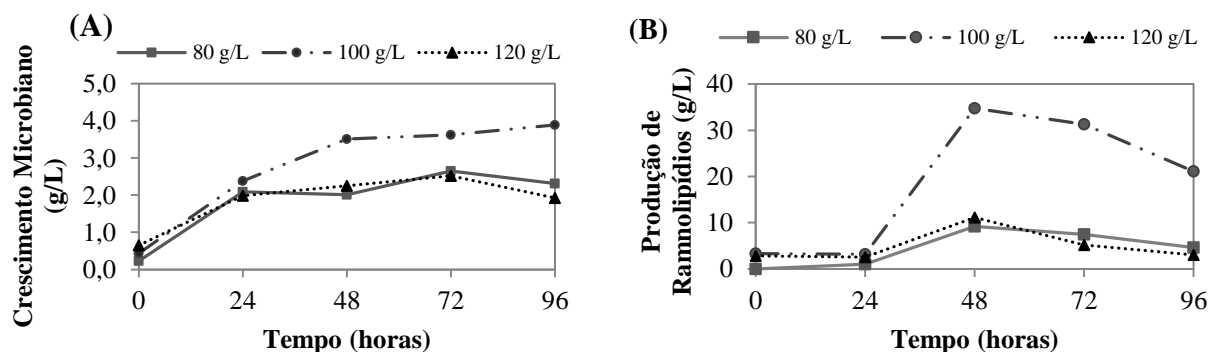 (A)
80 g/L 100 g/L 120 g/L
Crescimento Microbiano
(g/L)
5,0
4,0
3,0
2,0
1,0
0,0
0 24 48 72 96
Tempo (horas)
(B)
80 g/L 100 g/L 120 g/L
Produção de
Ramnolipídios (g/L)
40
30
20
10
0
0 24 48 72 96
Tempo (horas)